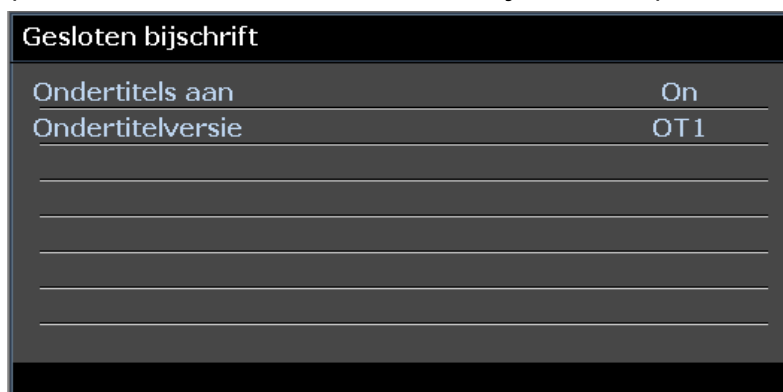 Gesloten bijschrift
Ondertitels aan On
Ondertitelversie OT1